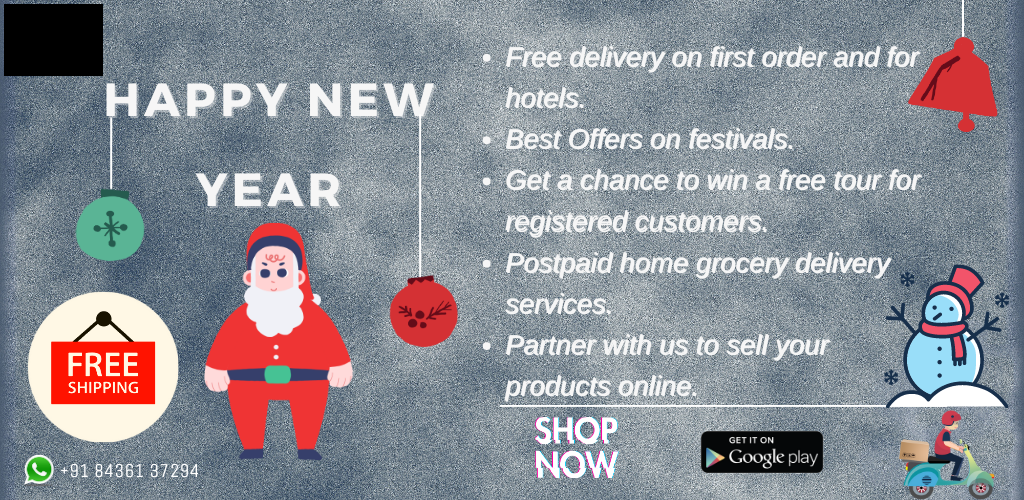 HAPPY NEW
YEAR
FREE
SHIPPING
+91 84361 37294
• Free delivery on first order and for
hotels.
• Best Offers on festivals.
• Get a chance to win a free tour for
registered customers.
• Postpaid home grocery delivery
services.
• Partner with us to sell your
products online.
SHOP
NOW
GET IT ON
Google play